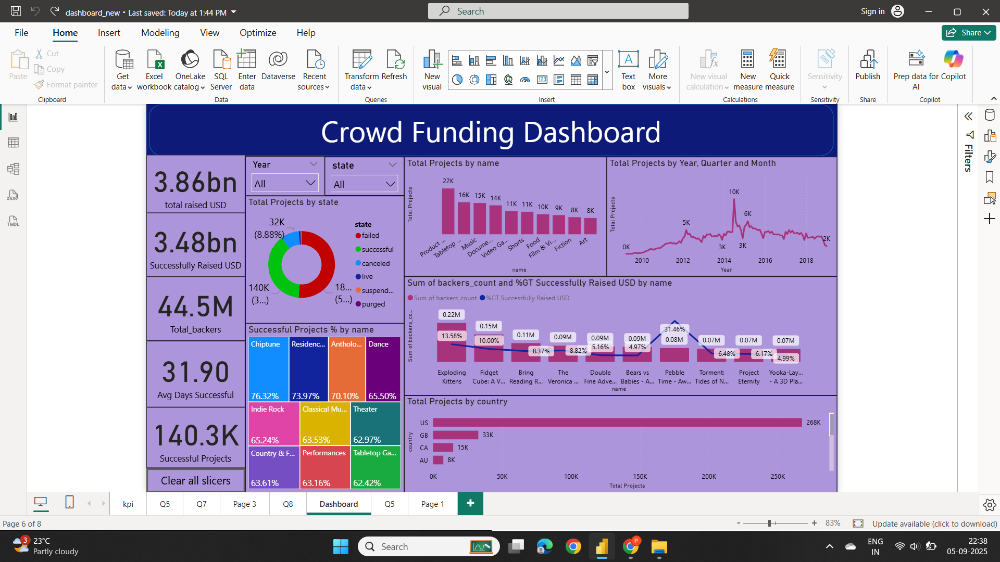 dashboard_new • Last saved: Today at 1:44 PM
Search
Sign in
File
Home
Insert
Modeling
View
Optimize
Help
Share
Paste
Cut
Copy
Format painter
Clipboard
Get
data
Excel
workbook
OneLake
catalog
SQL
Server
Enter
data
Dataverse
Recent
sources
Data
Transform
data
Refresh
Queries
New
visual
123
Text
box
A
More
visuals
Insert
New visual
calculation
New
measure
Quick
measure
Calculations
Sensitivity
Sensitivity
Publish
Share
Prep data for
AI
Copilot
Copilot
DAX
TMDL
Filters
Crowd Funding Dashboard
3.86bn
total raised USD
3.48bn
Successfully Raised USD
44.5M
Total_backers
31.90
Avg Days Successful
140.3K
Successful Projects
Clear all slicers
Year
All
state
All
Total Projects by state
32K
(8.88%)
140K
(3...)
18...
(5...)
state
failed
successful
canceled
live
suspend...
purged
Successful Projects % by name
Chiptune
76.32%
Residenc...
73.97%
Antholo...
70.10%
Dance
65.50%
Indie Rock
65.24%
Classical Mu...
63.53%
Theater
62.97%
Country & F...
63.61%
Performances
63.16%
Tabletop Ga...
62.42%
Total Projects by name
Total Projects
22K
16K
15K
14K
11K
11K
10K
9K
8K
8K
Product ...
Tabletop ...
Music
Docume...
Video Ga...
Shorts
Food
Film & Vi...
Fiction
Art
name
Total Projects by Year, Quarter and Month
Total Projects
0K
5K
3K
10K
3K
6K
2K
2010
2012
2014
2016
2018
Year
Sum of backers_count and %GT Successfully Raised USD by name
Sum of backers_count
%GT Successfully Raised USD
Sum of backers_co...
0.22M
0.15M
0.11M
0.09M
0.09M
0.09M
0.08M
0.07M
0.07M
0.07M
13.58%
10.00%
8.37%
8.82%
5.16%
4.97%
31.46%
6.48%
6.17%
4.99%
Exploding
Kittens
Fidget
Cube: A V...
Bring
Reading R...
The
Veronica ...
Double
Fine Adve...
Bears vs
Babies - A...
Pebble
Time - Aw...
Torment:
Tides of N...
Project
Eternity
Yooka-Lay...
- A 3D Pla...
name
Total Projects by country
country
US
268K
GB
33K
CA
15K
AU
8K
0K
50K
100K
150K
200K
250K
Total Projects
kpi
Q5
Q7
Page 3
Q8
Dashboard
Q5
Page 1
+
Page 6 of 8
-
+
83%
Update available (click to download)
3
23°C
Partly cloudy
Search
P
ENG
IN
22:38
05-09-2025